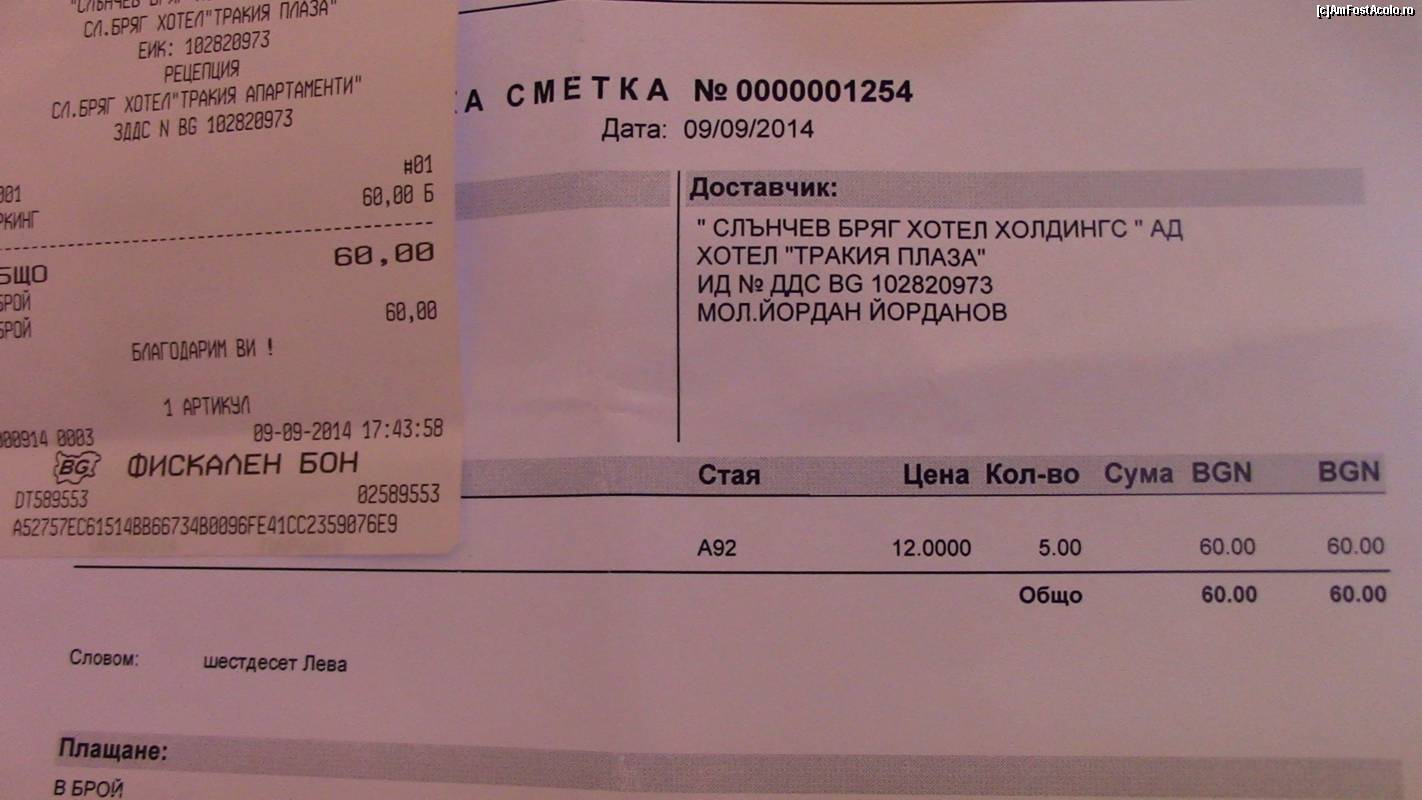 [c]AmFostAcolo.ro
СЛ.БРЯГ ХОТЕЛ"ТРАКИЯ ПЛАЗА"
ЕИК: 102820973
РЕЦЕПЦИЯ
СЛ.БРЯГ ХОТЕЛ"ТРАКИЯ АПАРТАМЕНТИ"
ЗДДС N BG 102820973
#01
001 60,00 Б
РКИНГ
БЩО 60,00
БРОЙ
БРОЙ 60,00
БЛАГОДАРИМ ВИ !
1 АРТИКУЛ
000914 0003 09-09-2014 17:43:58
BG ФИСКАЛЕН БОН
DT589553 02589553
A52757EC61514BB66734B0096FE41CC2359076E9
КА СМЕТКА № 0000001254
Дата: 09/09/2014
Доставчик:
" СЛЪНЧЕВ БРЯГ ХОТЕЛ ХОЛДИНГС " АД
ХОТЕЛ "ТРАКИЯ ПЛАЗА"
ИД № ДДС BG 102820973
МОЛ.ЙОРДАН ЙОРДАНОВ
Стая Цена Кол-во Сума BGN BGN
A92 12.0000 5.00 60.00 60.00
Общо 60.00 60.00
Словом: шестдесет Лева
Плащане:
В БРОЙ